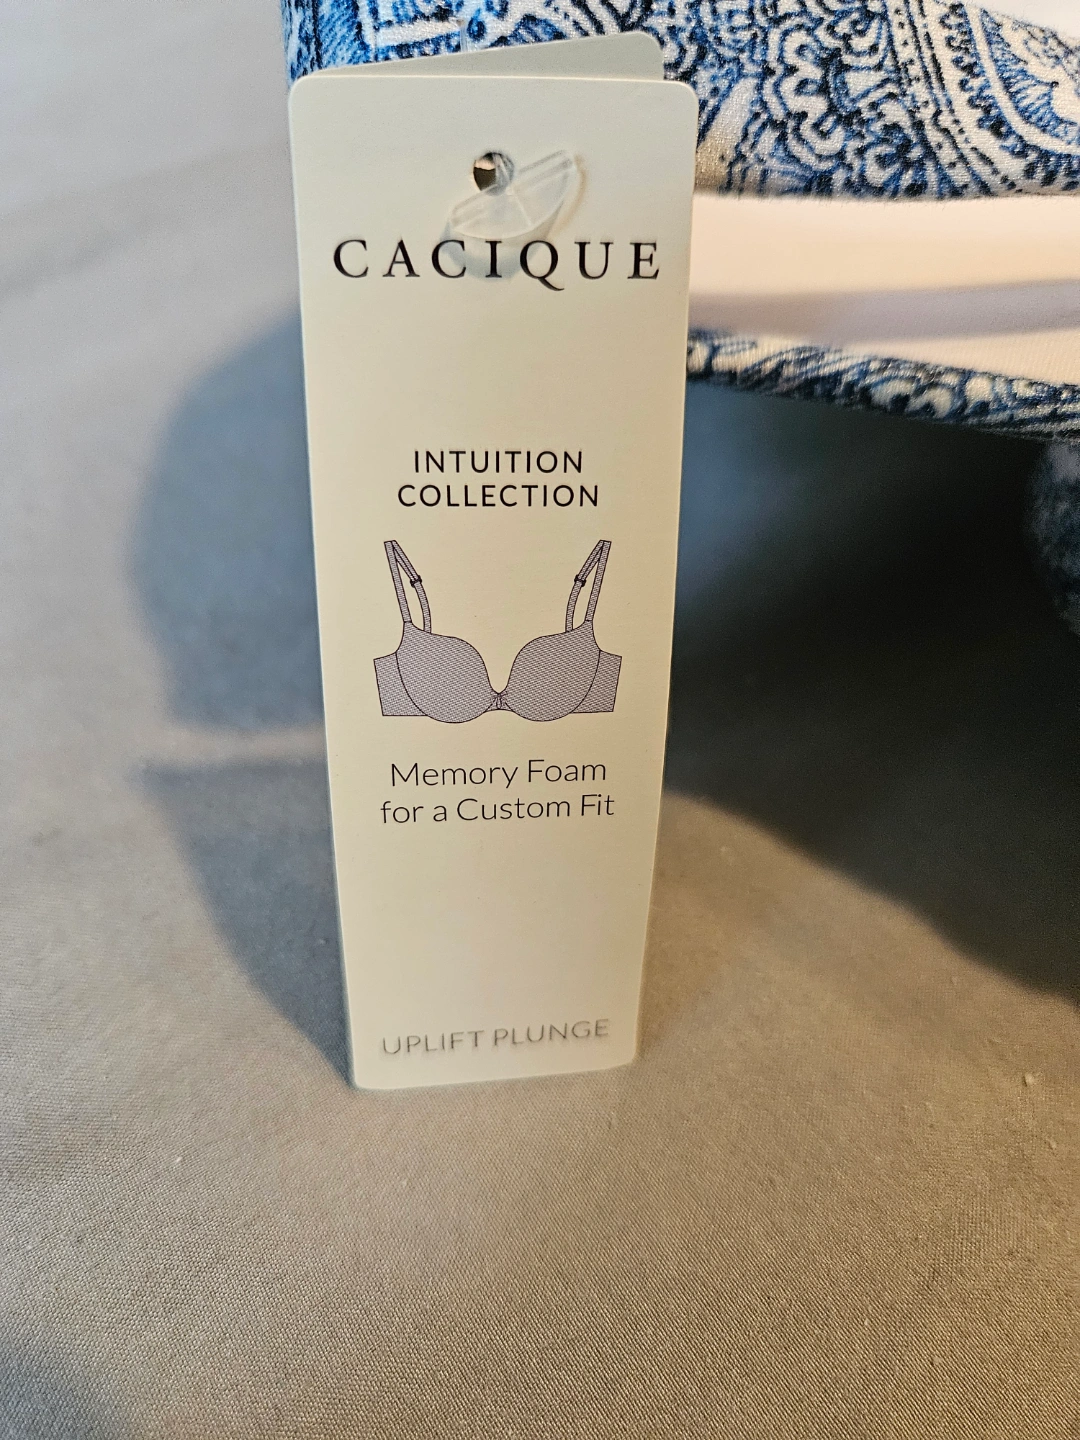 CACIQUE
INTUITION
COLLECTION
Memory Foam
for a Custom Fit
UPLIFT PLUNGE